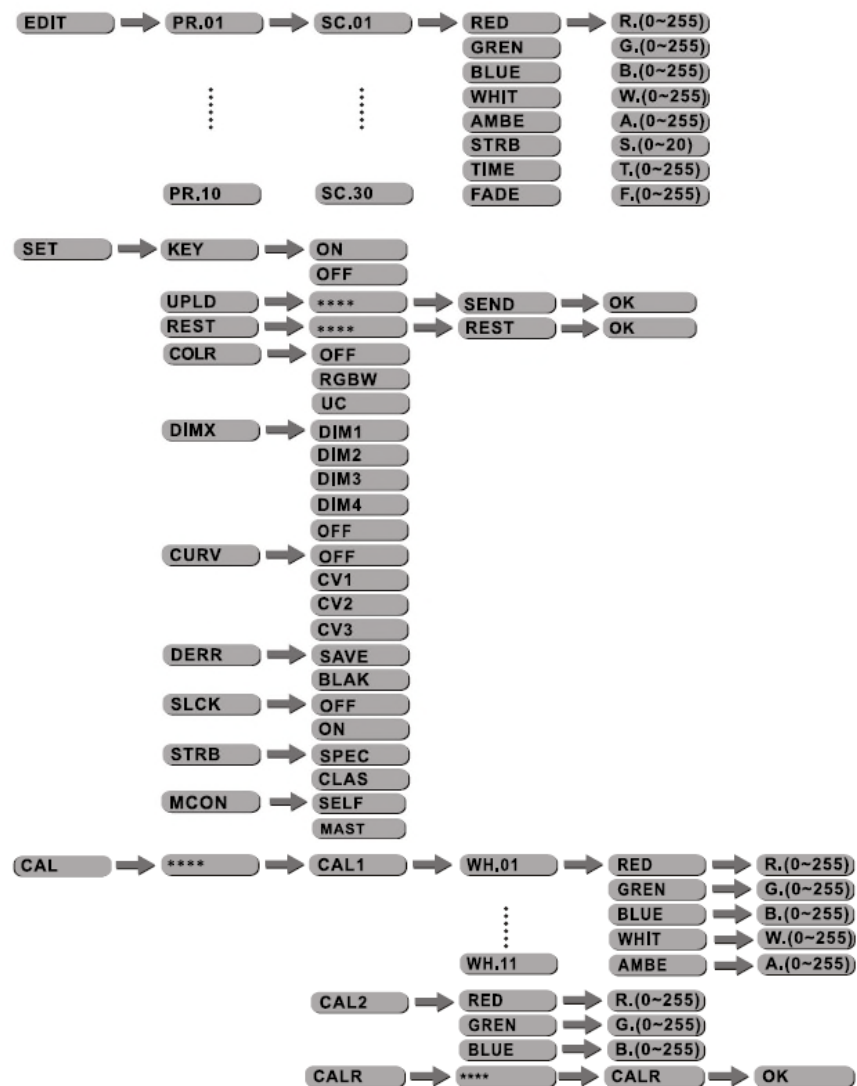 EDIT PR.01 SC.01 RED R.(0~255)
GREN G.(0~255)
BLUE B.(0~255)
WHIT W.(0~255)
AMBE A.(0~255)
STRB S.(0~20)
TIME T.(0~255)
PR.10 SC.30 FADE F.(0~255)
SET KEY ON
OFF
UPLD **** SEND OK
REST **** REST OK
COLR OFF
RGBW
UC
DIMX DIM1
DIM2
DIM3
DIM4
OFF
CURV OFF
CV1
CV2
CV3
DERR SAVE
BLAK
SLCK OFF
ON
STRB SPEC
CLAS
MCON SELF
MAST
CAL **** CAL1 WH.01 RED R.(0~255)
GREN G.(0~255)
BLUE B.(0~255)
WHIT W.(0~255)
WH.11 AMBE A.(0~255)
CAL2 RED R.(0~255)
GREN G.(0~255)
BLUE B.(0~255)
CALR **** CALR OK